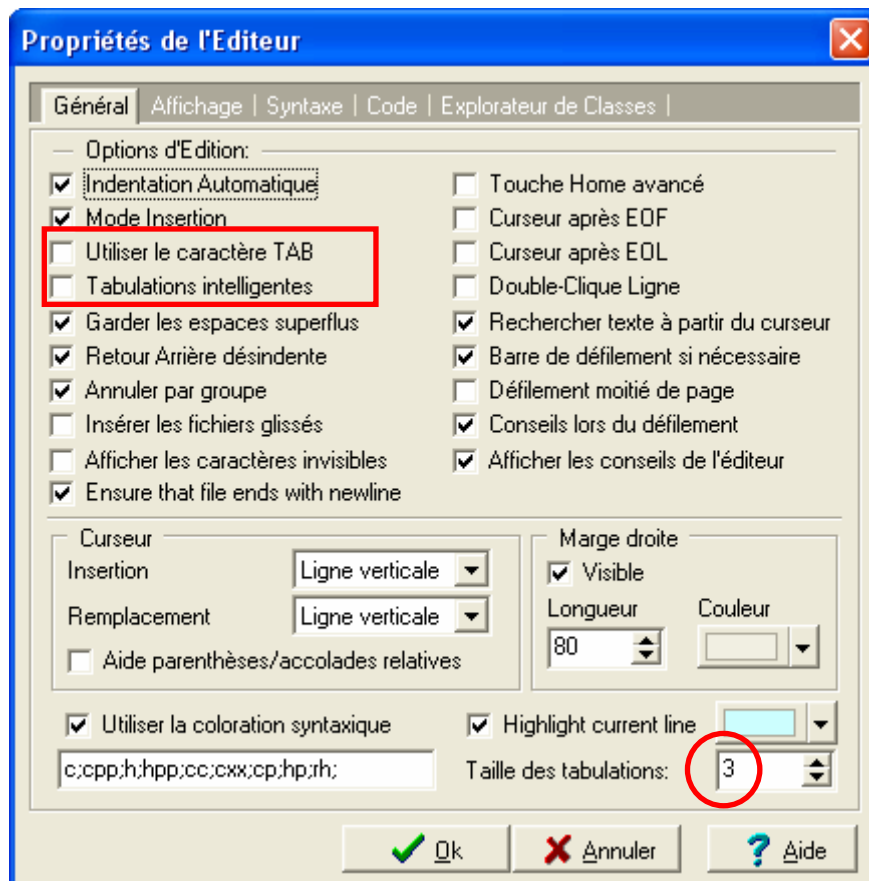 Propriétés de l'Editeur
Général Affichage | Syntaxe | Code | Explorateur de Classes |
Options d'Edition:
Indentation Automatique Touche Home avancé
Mode Insertion Curseur après EOF
Utiliser le caractère TAB Curseur après EOL
Tabulations intelligentes Double-Clique Ligne
Garder les espaces superflus Rechercher texte à partir du curseur
Retour Arrière désindente Barre de défilement si nécessaire
Annuler par groupe Défilement moitié de page
Insérer les fichiers glissés Conseils lors du défilement
Afficher les caractères invisibles Afficher les conseils de l'éditeur
Ensure that file ends with newline
Curseur
Insertion Ligne verticale
Remplacement Ligne verticale
Aide parenthèses/accolades relatives
Marge droite
Visible
Longueur Couleur
80
Utiliser la coloration syntaxique Highlight current line
c;cpp;h;hpp;cc;cxx;cp;hp;rh; Taille des tabulations: 3
Ok Annuler ? Aide